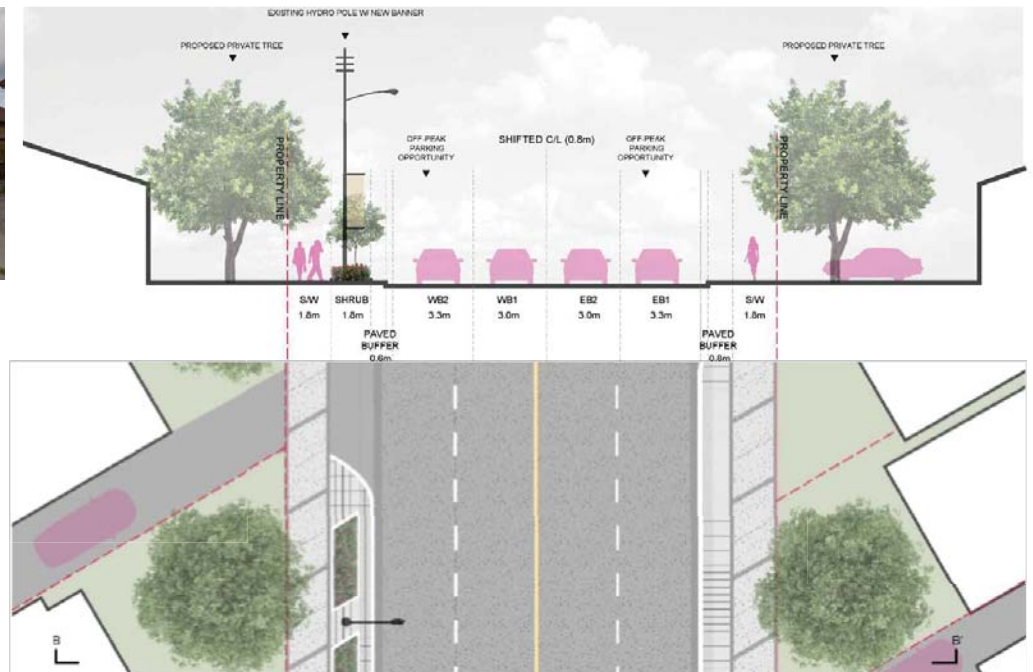 EXISTING HYDRO POLE W/ NEW BANNER
PROPOSED PRIVATE TREE
PROPOSED PRIVATE TREE
PROPERTY LINE
OFF-PEAK
PARKING
OPPORTUNITY
SHIFTED C/L (0.8m)
OFF-PEAK
PARKING
OPPORTUNITY
PROPERTY LINE
S/W
1.8m
SHRUB
1.8m
WB2
3.3m
WB1
3.0m
EB2
3.0m
EB1
3.3m
S/W
1.8m
PAVED
BUFFER
0.6m
PAVED
BUFFER
0.8m
B
B'